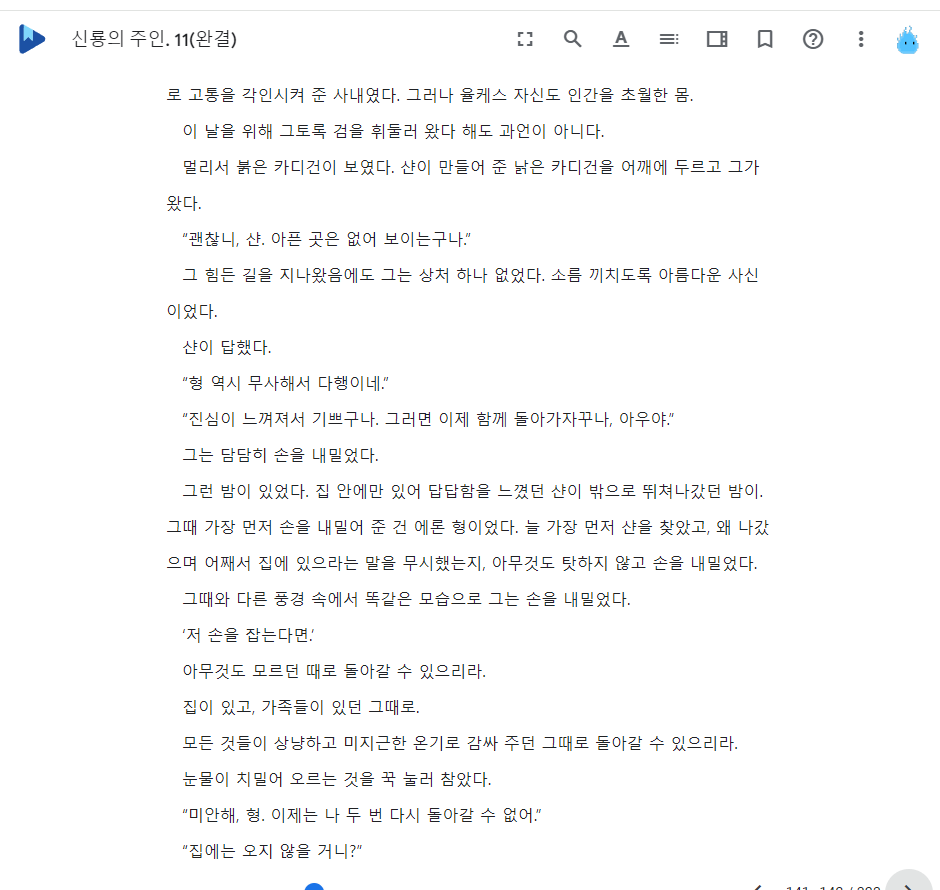 신룡의 주인. 11(완결)
로 고통을 각인시켜 준 사내였다. 그러나 율케스 자신도 인간을 초월한 몸.
이 날을 위해 그토록 검을 휘둘러 왔다 해도 과언이 아니다.
멀리서 붉은 카디건이 보였다. 샨이 만들어 준 낡은 카디건을 어깨에 두르고 그가
왔다.
“괜찮니, 샨. 아픈 곳은 없어 보이는구나.”
그 힘든 길을 지나왔음에도 그는 상처 하나 없었다. 소름 끼치도록 아름다운 사신
이었다.
샨이 답했다.
“형 역시 무사해서 다행이네.”
“진심이 느껴져서 기쁘구나. 그러면 이제 함께 돌아가자꾸나, 아우야.”
그는 담담히 손을 내밀었다.
그런 밤이 있었다. 집 안에만 있어 답답함을 느꼈던 샨이 밖으로 뛰쳐나갔던 밤이.
그때 가장 먼저 손을 내밀어 준 건 에론 형이었다. 늘 가장 먼저 샨을 찾았고, 왜 나갔
으며 어째서 집에 있으라는 말을 무시했는지, 아무것도 탓하지 않고 손을 내밀었다.
그때와 다른 풍경 속에서 똑같은 모습으로 그는 손을 내밀었다.
‘저 손을 잡는다면.’
아무것도 모르던 때로 돌아갈 수 있으리라.
집이 있고, 가족들이 있던 그때로.
모든 것들이 상냥하고 미지근한 온기로 감싸 주던 그때로 돌아갈 수 있으리라.
눈물이 치밀어 오르는 것을 꾹 눌러 참았다.
“미안해, 형. 이제는 나 두 번 다시 돌아갈 수 없어.”
“집에는 오지 않을 거니?”